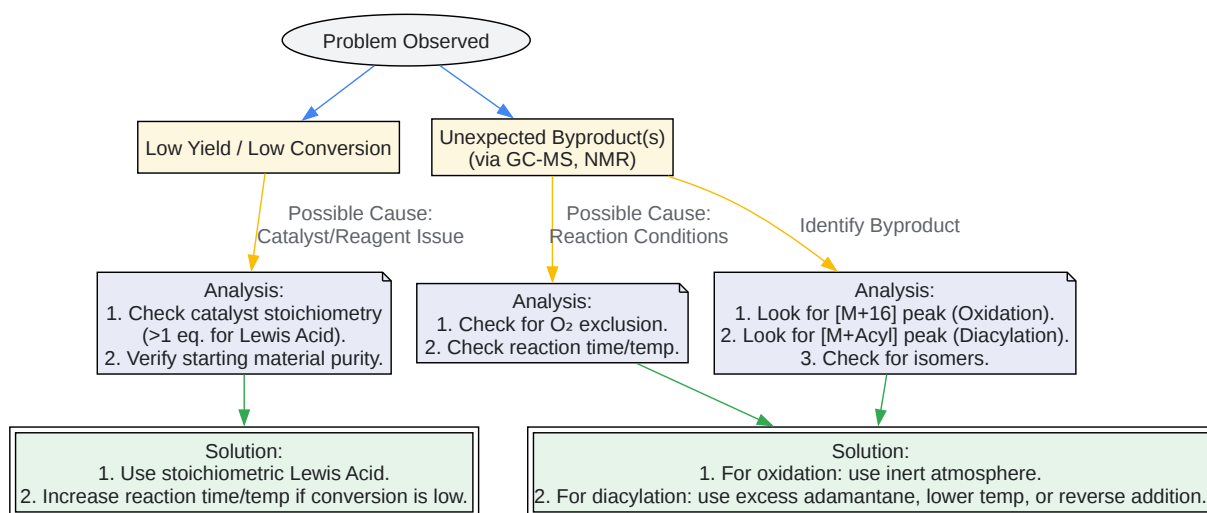 Problem Observed
Low Yield / Low Conversion
Unexpected Byproduct(s)
(via GC-MS, NMR)
Possible Cause:
Catalyst/Reagent Issue
Possible Cause:
Reaction Conditions
Identify Byproduct
Analysis:
1. Check catalyst stoichiometry
(>1 eq. for Lewis Acid).
2. Verify starting material purity.
Analysis:
1. Check for O₂ exclusion.
2. Check reaction time/temp.
Analysis:
1. Look for [M+16] peak (Oxidation).
2. Look for [M+Acyl] peak (Diacylation).
3. Check for isomers.
Solution:
1. Use stoichiometric Lewis Acid.
2. Increase reaction time/temp if conversion is low.
Solution:
1. For oxidation: use inert atmosphere.
2. For diacylation: use excess adamantane, lower temp, or reverse addition.